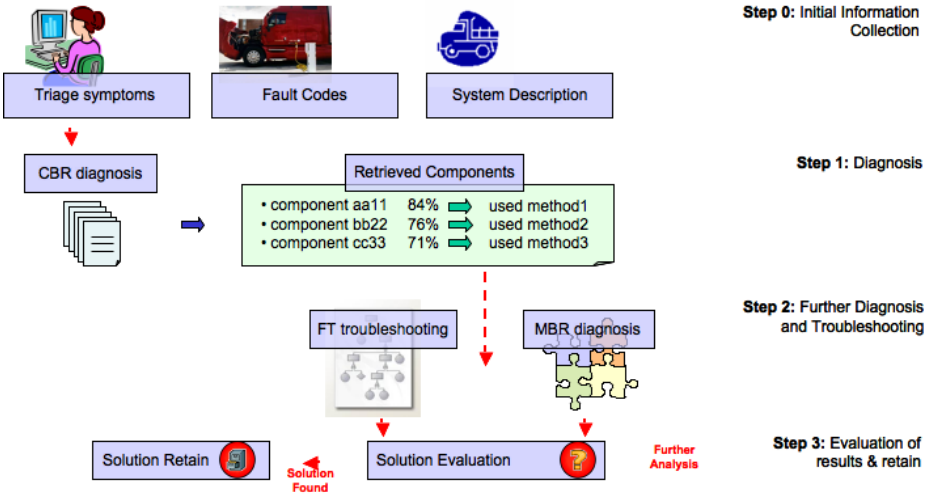 Step 0: Initial Information
Collection
Triage symptoms
Fault Codes
System Description
CBR diagnosis
Retrieved Components
Step 1: Diagnosis
• component aa11 84% used method1
• component bb22 76% used method2
• component cc33 71% used method3
FT troubleshooting
MBR diagnosis
Step 2: Further Diagnosis
and Troubleshooting
Solution Retain
Solution
Found
Solution Evaluation
?
Further
Analysis
Step 3: Evaluation of
results & retain